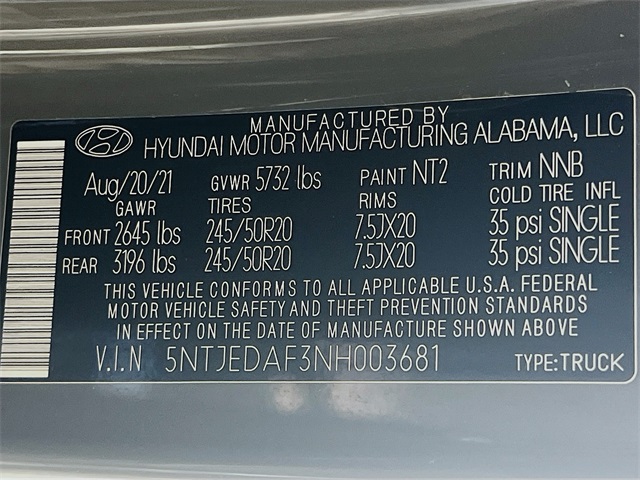 MANUFACTURED BY
HYUNDAI MOTOR MANUFACTURING ALABAMA, LLC
Aug/20/21 GVWR 5732 lbs PAINT NT2 TRIM NNB
GAWR TIRES RIMS COLD TIRE INFL
FRONT 2645 lbs 245/50R20 7.5JX20 35 psi SINGLE
REAR 3196 lbs 245/50R20 7.5JX20 35 psi SINGLE
THIS VEHICLE CONFORMS TO ALL APPLICABLE U.S.A. FEDERAL
MOTOR VEHICLE SAFETY AND THEFT PREVENTION STANDARDS
IN EFFECT ON THE DATE OF MANUFACTURE SHOWN ABOVE
V.I.N 5NTJEDAF3NH003681 TYPE:TRUCK